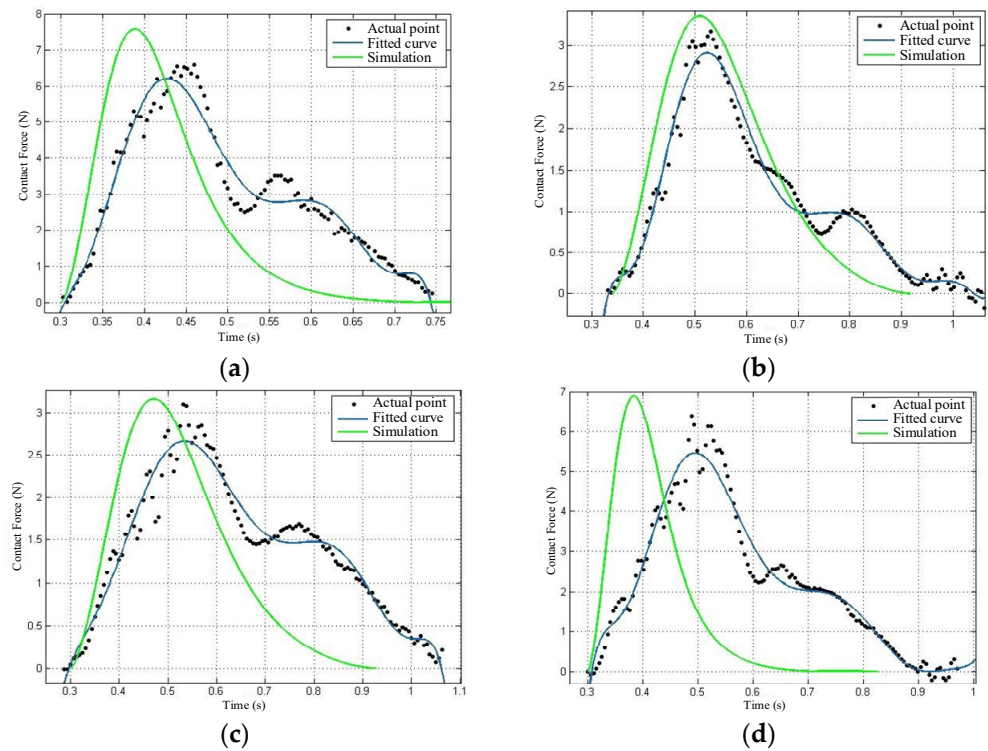 8
7
6
5
4
3
2
1
0
Contact Force (N)
Actual point
Fitted curve
Simulation
0.3 0.35 0.4 0.45 0.5 0.55 0.6 0.65 0.7 0.75
Time (s)
(a)
3
2.5
2
1.5
1
0.5
0
Contact Force (N)
Actual point
Fitted curve
Simulation
0.3 0.4 0.5 0.6 0.7 0.8 0.9 1
Time (s)
(b)
3
2.5
2
1.5
1
0.5
0
Contact Force (N)
Actual point
Fitted curve
Simulation
0.3 0.4 0.5 0.6 0.7 0.8 0.9 1 1.1
Time (s)
(c)
7
6
5
4
3
2
1
0
Contact Force (N)
Actual point
Fitted curve
Simulation
0.3 0.4 0.5 0.6 0.7 0.8 0.9 1
Time (s)
(d)